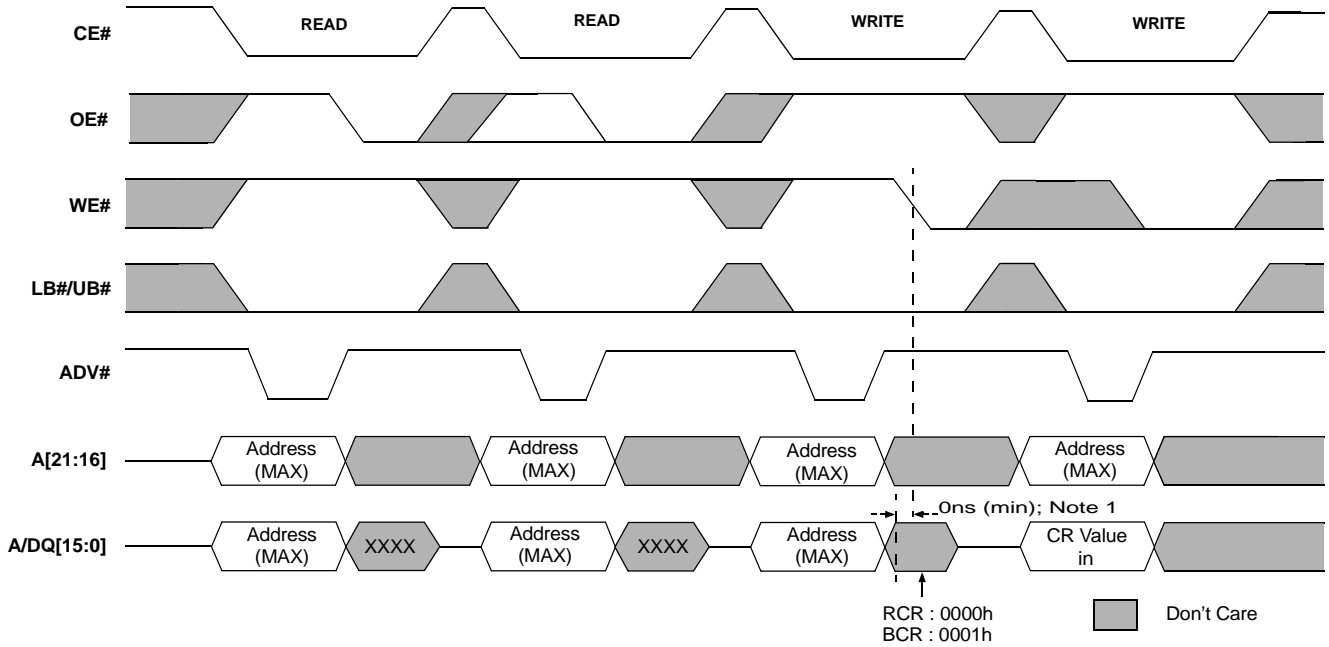 CE#
READ
READ
WRITE
WRITE
OE#
WE#
LB#/UB#
ADV#
A[21:16]
Address
(MAX)
Address
(MAX)
Address
(MAX)
Address
(MAX)
0ns (min); Note 1
A/DQ[15:0]
Address
(MAX)
XXXX
Address
(MAX)
XXXX
Address
(MAX)
CR Value
in
RCR : 0000h
BCR : 0001h
Don't Care